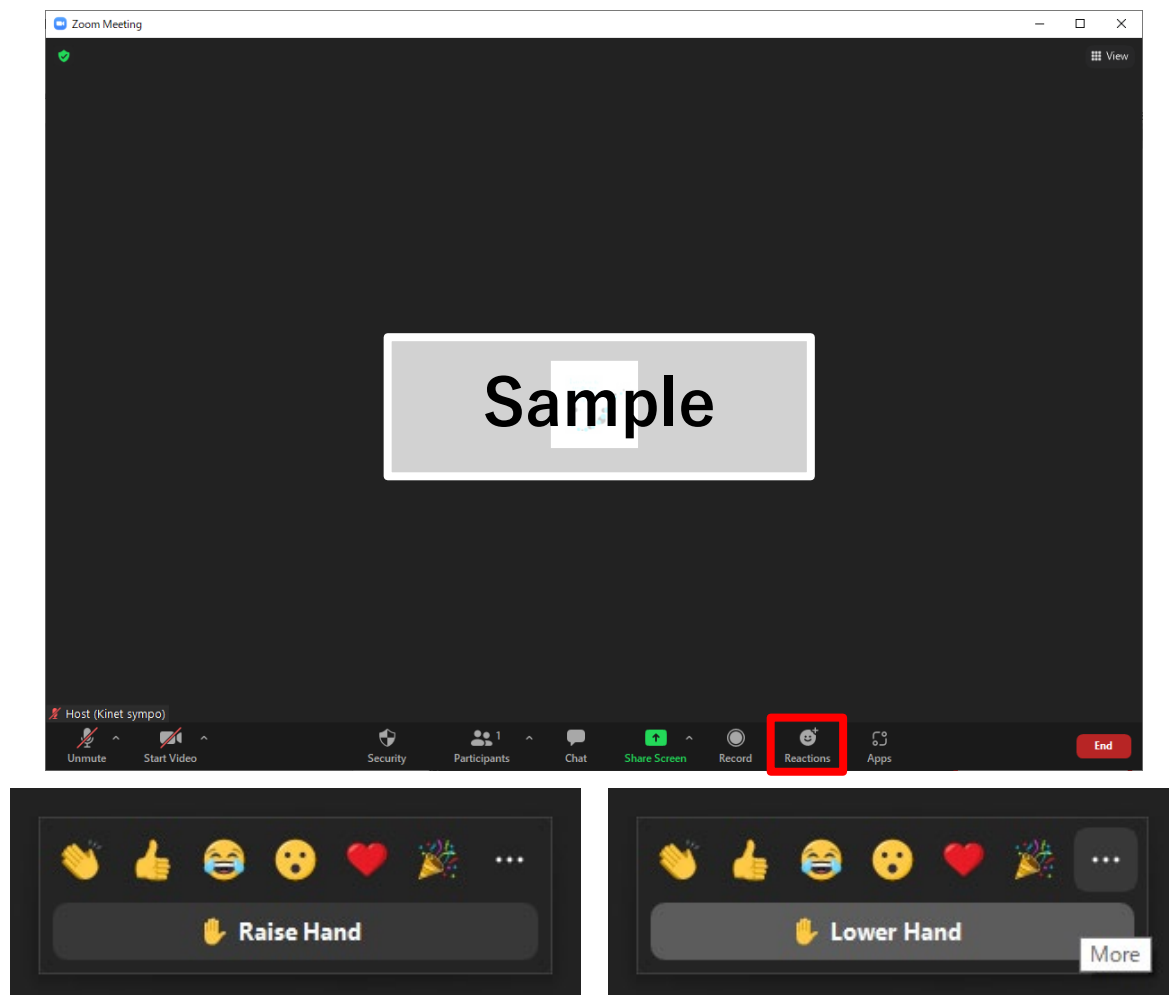 Zoom Meeting
View
Sample
Host (Kinet sympo)
1
Unmute Start Video Security Participants Chat Share Screen Record Reactions Apps End
Raise Hand
Lower Hand
More